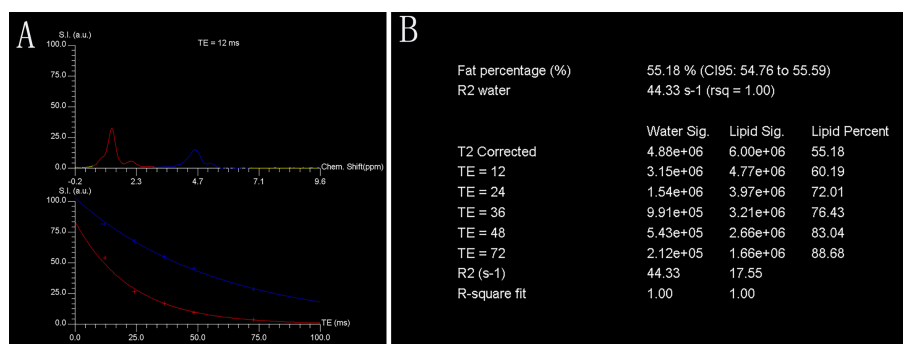 A
S.I. (a.u.)
100.0
TE = 12 ms
75.0
50.0
25.0
0.0
Chem. Shift(ppm)
-0.2 2.3 4.7 7.1 9.6
S.I. (a.u.)
100.0
75.0
50.0
25.0
0.0
TE (ms)
0.0 25.0 50.0 75.0 100.0
B
Fat percentage (%) 55.18 % (CI95: 54.76 to 55.59)
R2 water 44.33 s-1 (rsq = 1.00)
Water Sig. Lipid Sig. Lipid Percent
T2 Corrected 4.88e+06 6.00e+06 55.18
TE = 12 3.15e+06 4.77e+06 60.19
TE = 24 1.54e+06 3.97e+06 72.01
TE = 36 9.91e+05 3.21e+06 76.43
TE = 48 5.43e+05 2.66e+06 83.04
TE = 72 2.12e+05 1.66e+06 88.68
R2 (s-1) 44.33 17.55
R-square fit 1.00 1.00